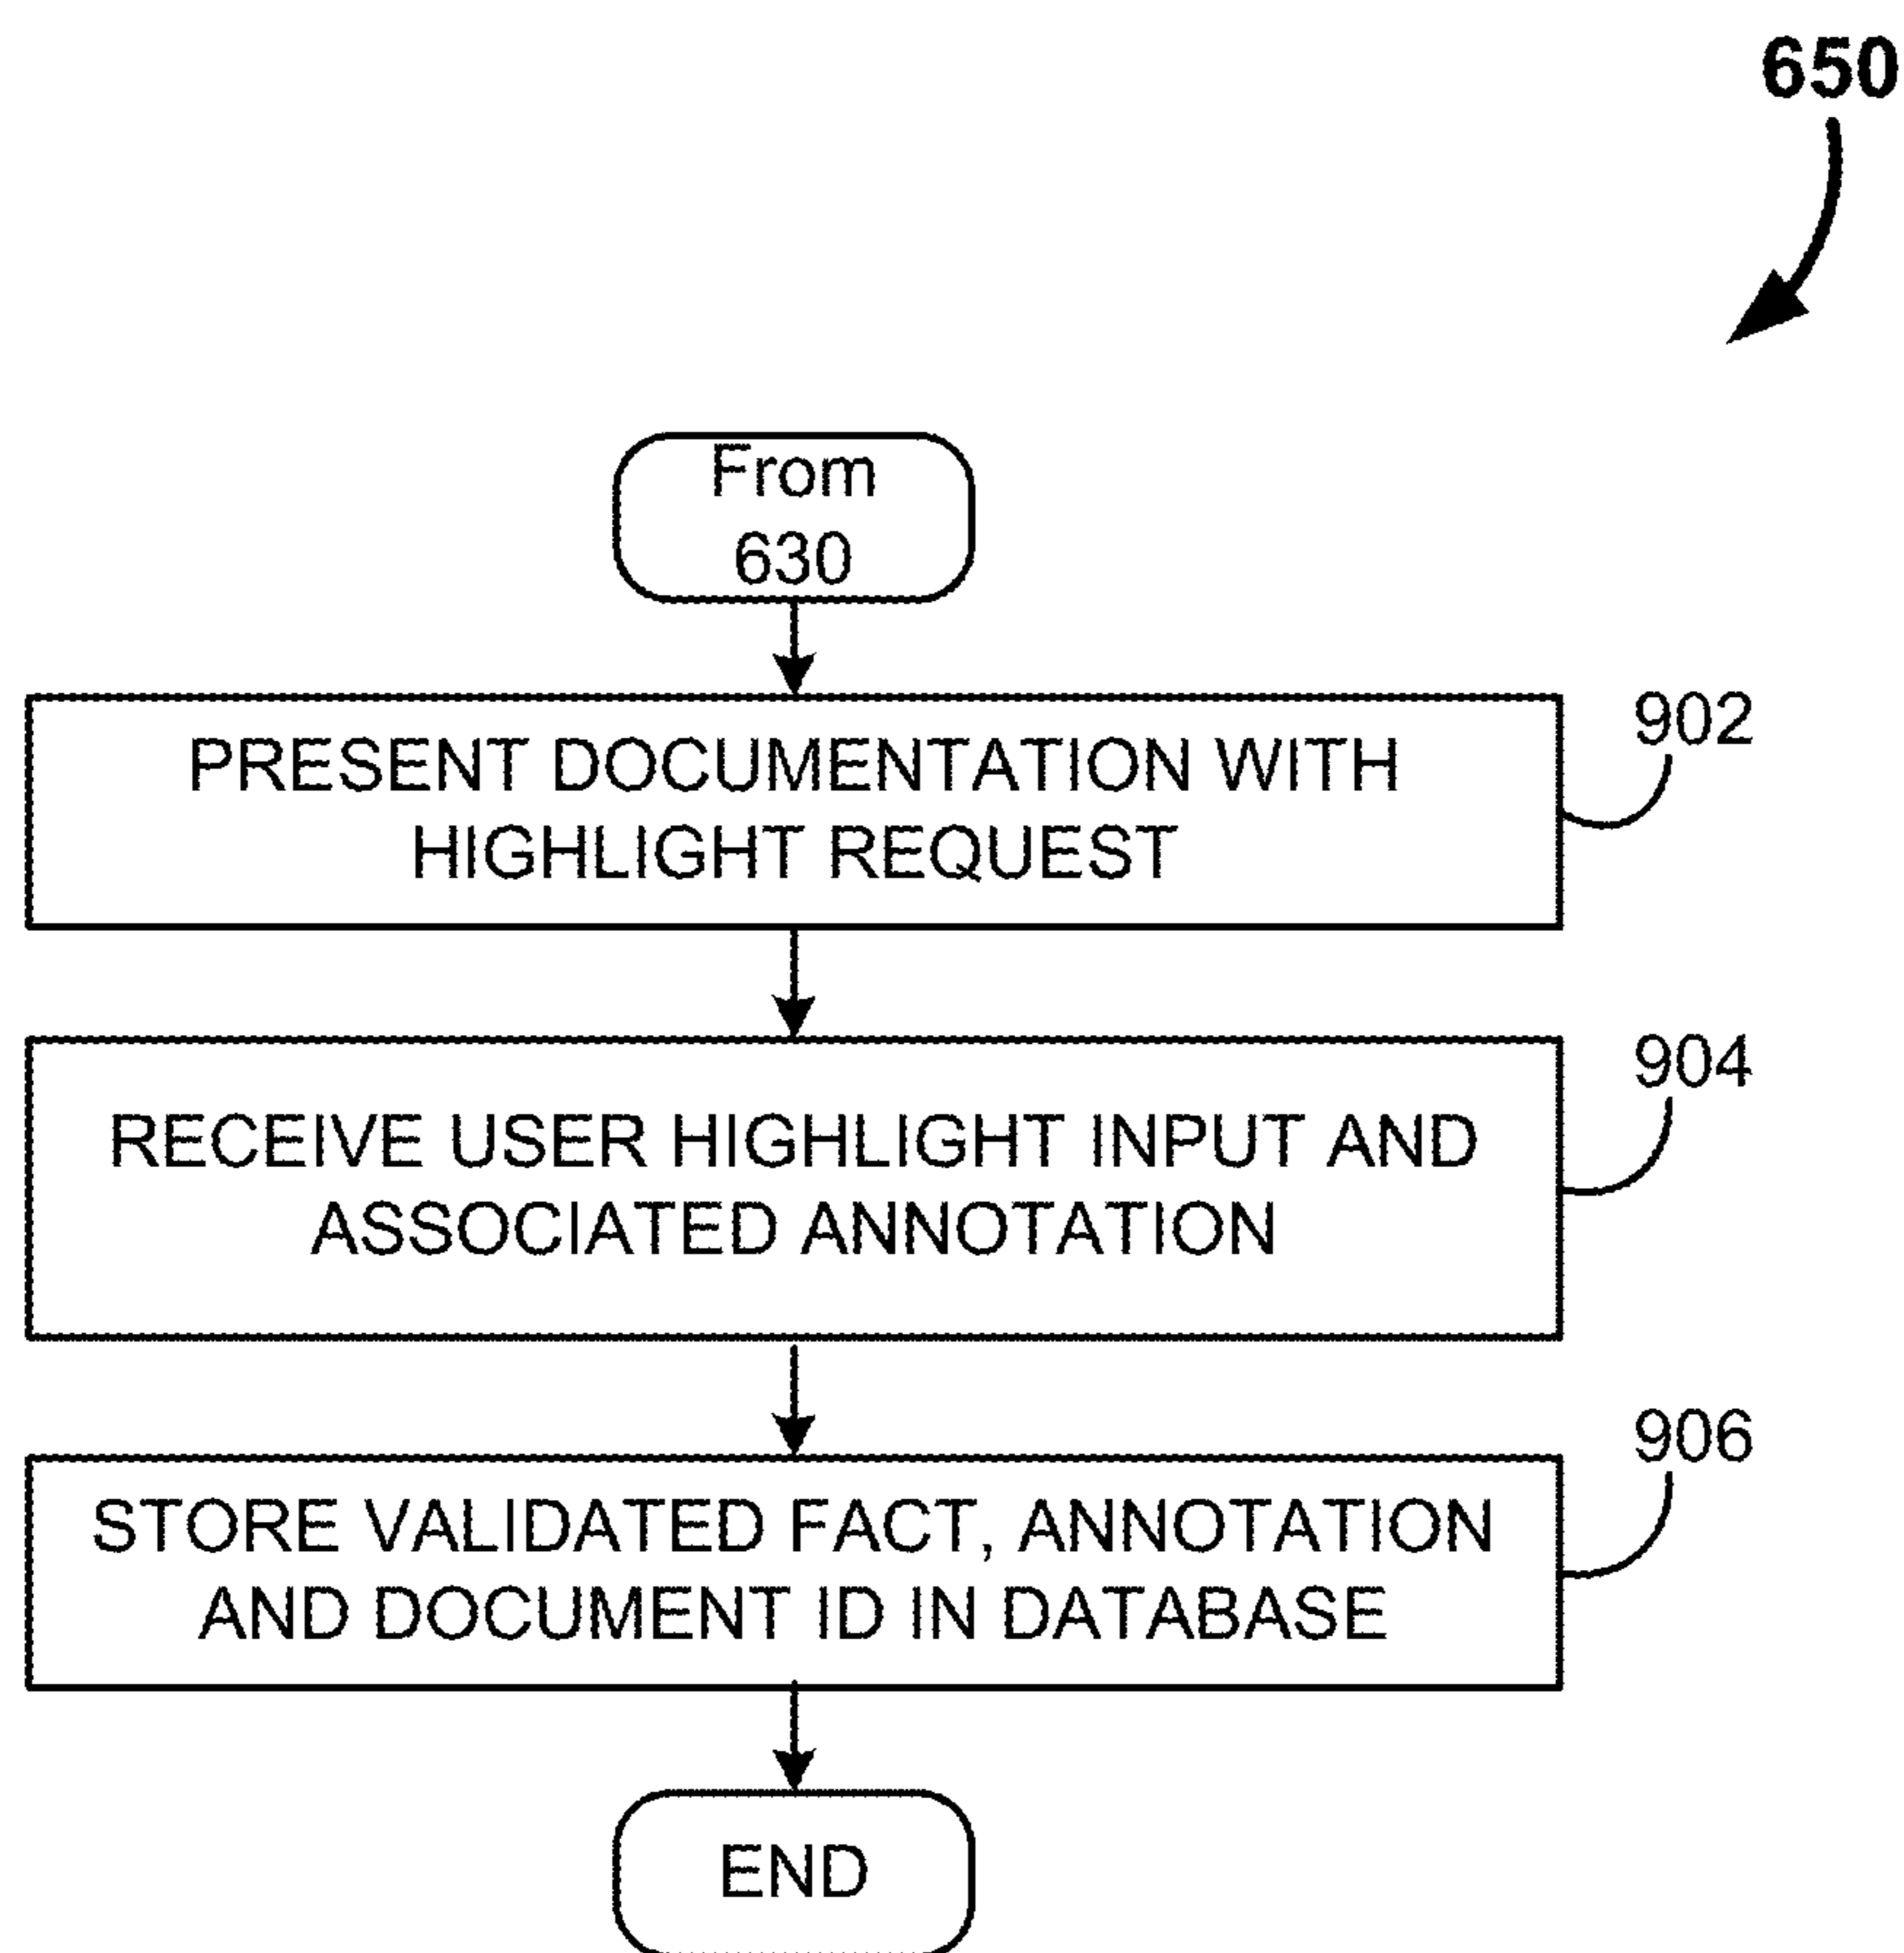 650
From
630
PRESENT DOCUMENTATION WITH
HIGHLIGHT REQUEST
902
RECEIVE USER HIGHLIGHT INPUT AND
ASSOCIATED ANNOTATION
904
STORE VALIDATED FACT, ANNOTATION
AND DOCUMENT ID IN DATABASE
906
END